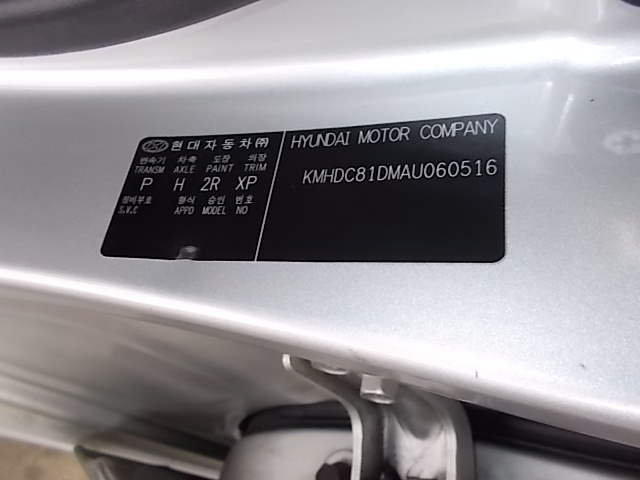 현대자동차㈜
변속기 차축 도장 의장
TRANSM AXLE PAINT TRIM
P H 2R XP
정비부호 형식 승인 번호
S.V.C APPD MODEL NO
HYUNDAI MOTOR COMPANY
KMHDC81DMAU060516